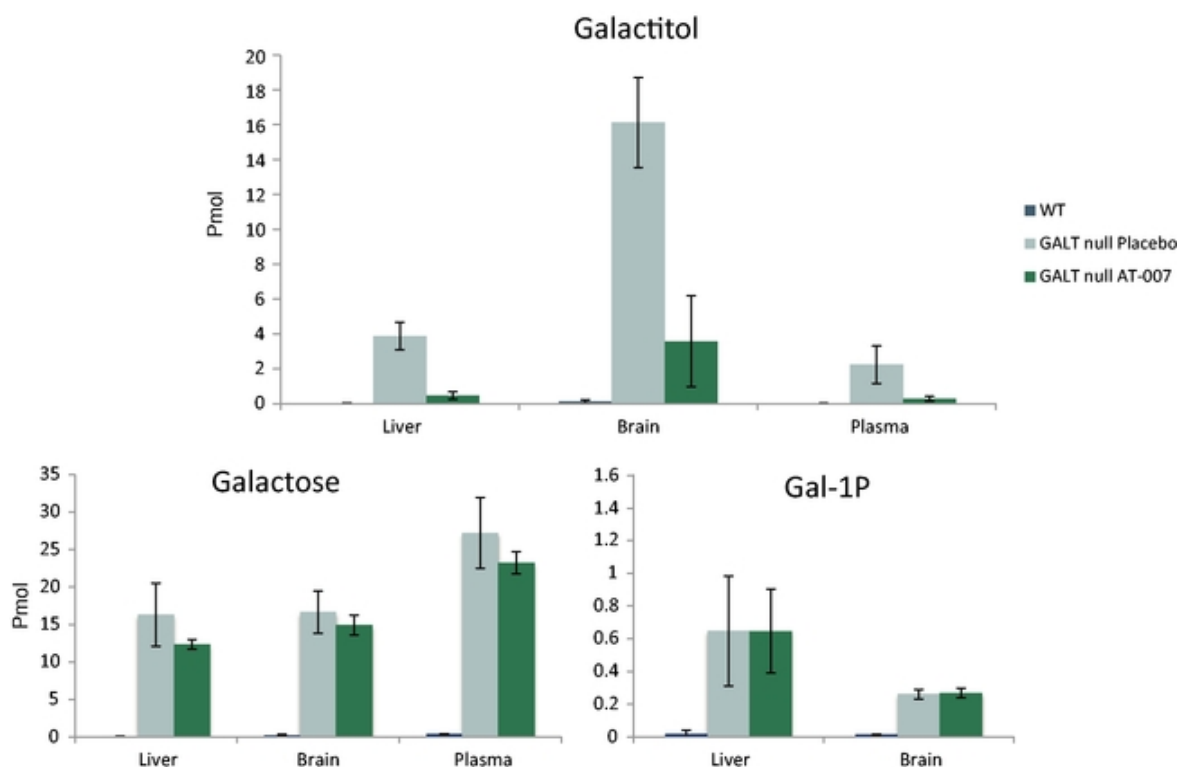 Galactitol
20
18
16
14
12
10
8
6
4
2
0
Pmol
Liver Brain Plasma
WT
GALT null Placebo
GALT null AT-007
Galactose
35
30
25
20
15
10
5
0
Pmol
Liver Brain Plasma
Gal-1P
1.6
1.4
1.2
1
0.8
0.6
0.4
0.2
0
Liver Brain